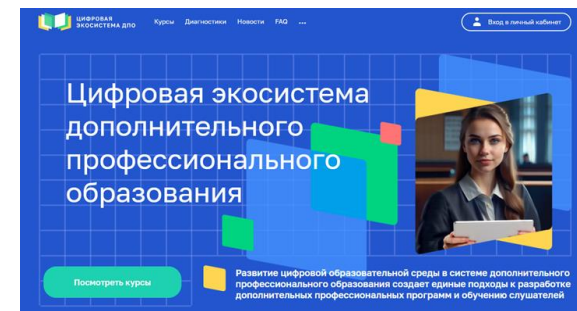 ЦИФРОВАЯ
ЭКОСИСТЕМА ДПО
Курсы Диагностики Новости FAQ ...
Вход в личный кабинет
Цифровая экосистема
дополнительного
профессионального
образования
Посмотреть курсы
Развитие цифровой образовательной среды в системе дополнительного
профессионального образования создает единые подходы к разработке
дополнительных профессиональных программ и обучению слушателей